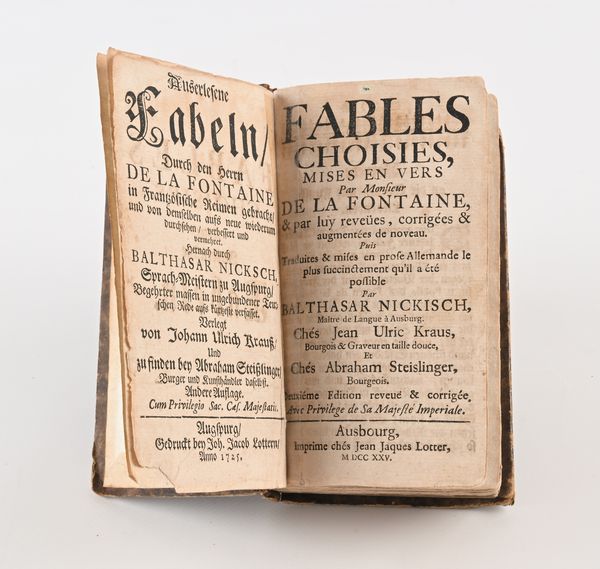 Auserlesene
Fabeln/
Durch den Herrn
DE LA FONTAINE
in Frantzösische Reimen gebracht/
und von demselben aufs neue wiederum
durchsehen/ verbessert und
vermehret.
Hernach durch
BALTHASAR NICKSCH,
Sprach-Meistern zu Augspurg/
Begehrter massen in ungebundener Teut-
schen Rede aufs kürtzeste verfasset.
Verlegt
von Johann Ulrich Krauß/
Und
zu finden bey Abraham Steißlinger/
Burger und Kunsthändler daselbst.
Andere Auflage.
Cum Privilegio Sac. Cæs. Majestatis.
Augspurg/
Gedruckt bey Joh. Jacob Lottern/
Anno 1725.
FABLES
CHOISIES,
MISES EN VERS
Par Monsieur
DE LA FONTAINE,
& par luy reveües, corrigées &
augmentées de noveau.
Puis
Traduites & mises en prose Allemande le
plus succinctement qu'il a été
possible
Par
BALTHASAR NICKISCH,
Maître de Langue à Ausburg.
Chés Jean Ulric Kraus,
Bourgois & Graveur en taille douce,
Et
Chés Abraham Steislinger,
Bourgeois.
Deuxiéme Edition reveuë & corrigée
Avec Privilege de Sa Majesté Imperiale.
Ausbourg,
Imprime chés Jean Jaques Lotter,
M DCC XXV.